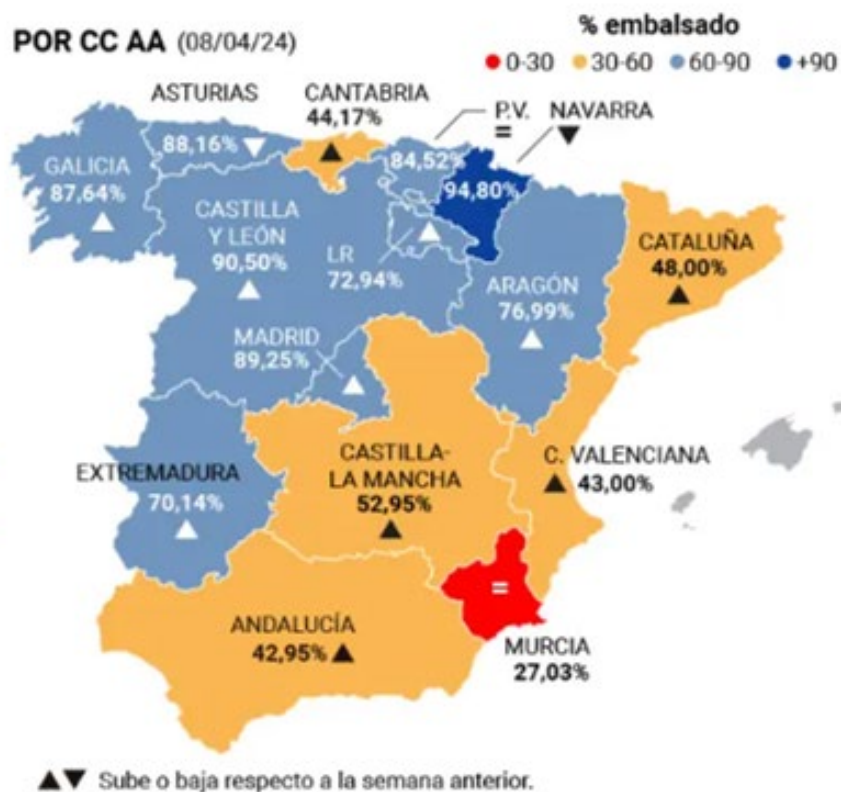 POR CC AA (08/04/24)
% embalsado
0-30
30-60
60-90
+90
ASTURIAS
88,16% ▼
CANTABRIA
44,17%
▲
P.V.
=
84,52%
NAVARRA
▼
94,80%
GALICIA
87,64%
▲
CASTILLA
Y LEÓN
90,50%
▲
LR
72,94%
▲
ARAGÓN
76,99%
▲
CATALUÑA
48,00%
▲
MADRID
89,25%
▲
EXTREMADURA
70,14%
▲
CASTILLA-
LA MANCHA
52,95%
▲
C. VALENCIANA
▲ 43,00%
ANDALUCÍA
42,95% ▲
=
MURCIA
27,03%
▲▼ Sube o baja respecto a la semana anterior.